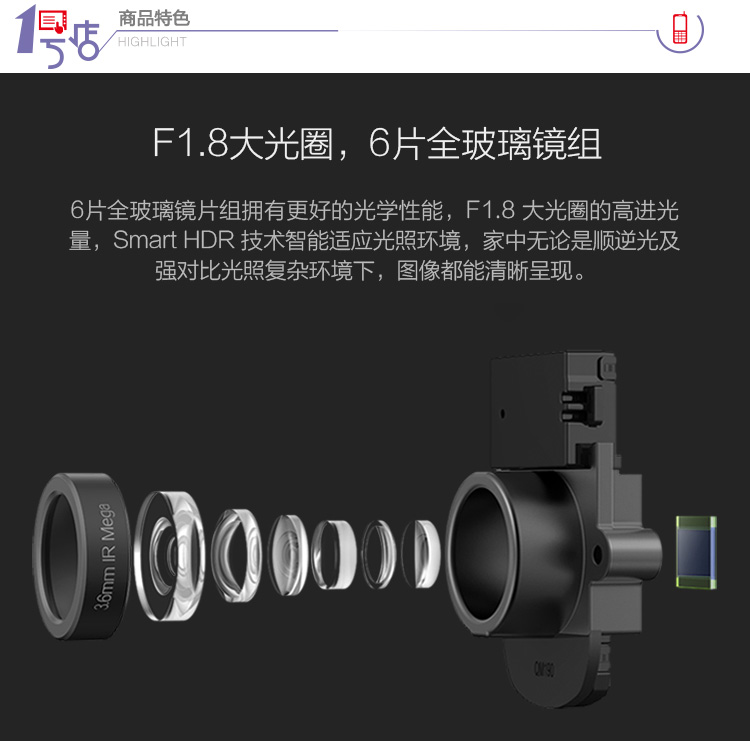 1号店
商品特色
HIGHLIGHT
F1.8大光圈，6片全玻璃镜组
6片全玻璃镜片组拥有更好的光学性能，F1.8 大光圈的高进光
量，Smart HDR 技术智能适应光照环境，家中无论是顺逆光及
强对比光照复杂环境下，图像都能清晰呈现。
3.6mm IR Mega